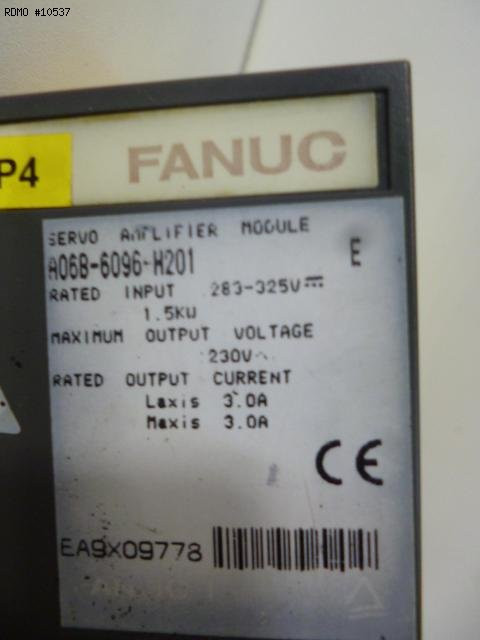 RDMO #10537
P4
FANUC
SERVO AMPLIFIER MODULE
A06B-6096-H201 E
RATED INPUT 283-325V⎓
1.5KW
MAXIMUM OUTPUT VOLTAGE
230V~
RATED OUTPUT CURRENT
Laxis 3.0A
Maxis 3.0A
CE
EA9X09778